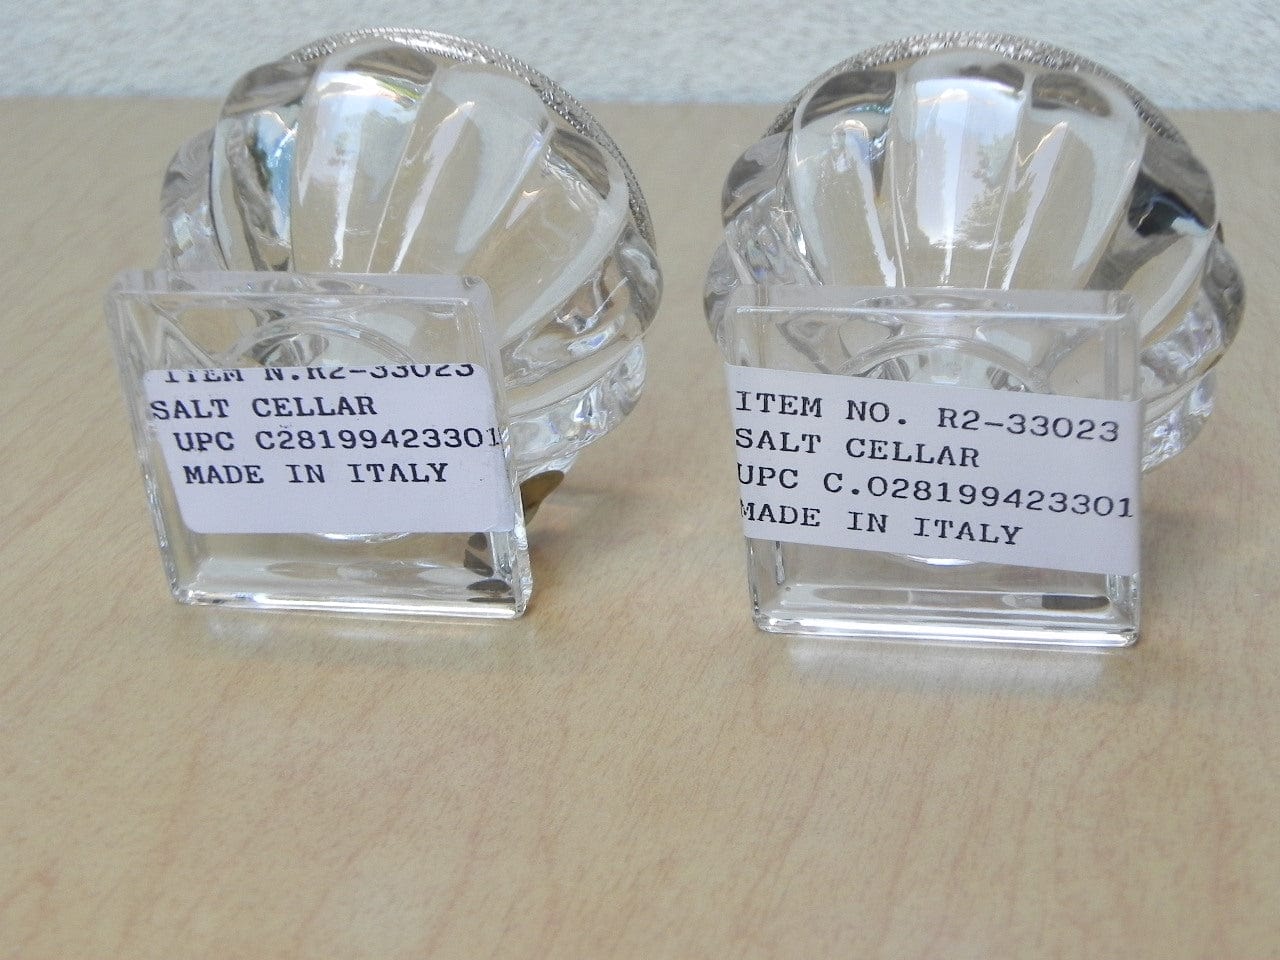 ITEM N.R2-33023
SALT CELLAR
UPC C28199423301
MADE IN ITALY
ITEM NO. R2-33023
SALT CELLAR
UPC C.028199423301
MADE IN ITALY